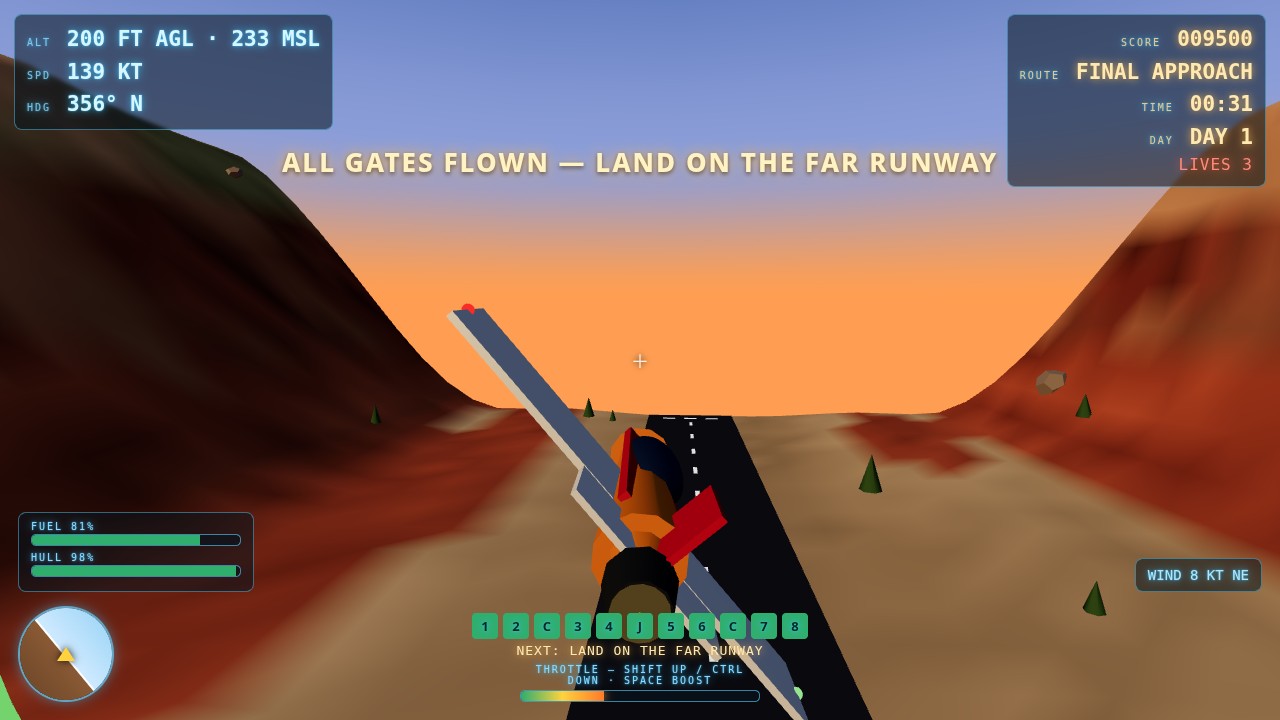 ALT 200 FT AGL · 233 MSL
SPD 139 KT
HDG 356° N
SCORE 009500
ROUTE FINAL APPROACH
TIME 00:31
DAY DAY 1
LIVES 3
ALL GATES FLOWN — LAND ON THE FAR RUNWAY
FUEL 81%
HULL 98%
WIND 8 KT NE
1 2 C 3 4 J 5 6 C 7 8
NEXT: LAND ON THE FAR RUNWAY
THROTTLE — SHIFT UP / CTRL
DOWN · SPACE BOOST